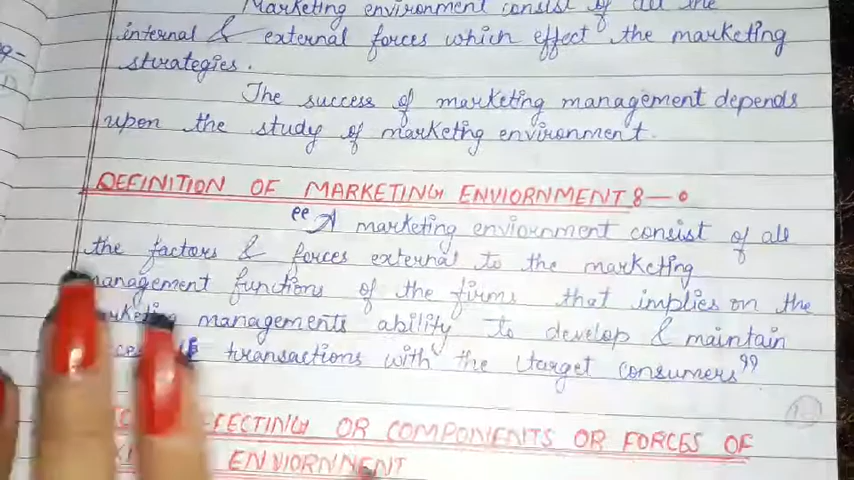 Marketing environment consist of all the
internal & external forces which effect the marketing
strategies.
The success of marketing management depends
upon the study of marketing environment.
DEFINITION OF MARKETING ENVIORNMENT :—
"A marketing enviornment consist of all
the factors & forces external to the marketing
management functions of the firms that implies on the
managements ability to develop & maintain
transactions with the target consumers"
OR COMPONENTS OR FORCES OF
ENVIORNMENT